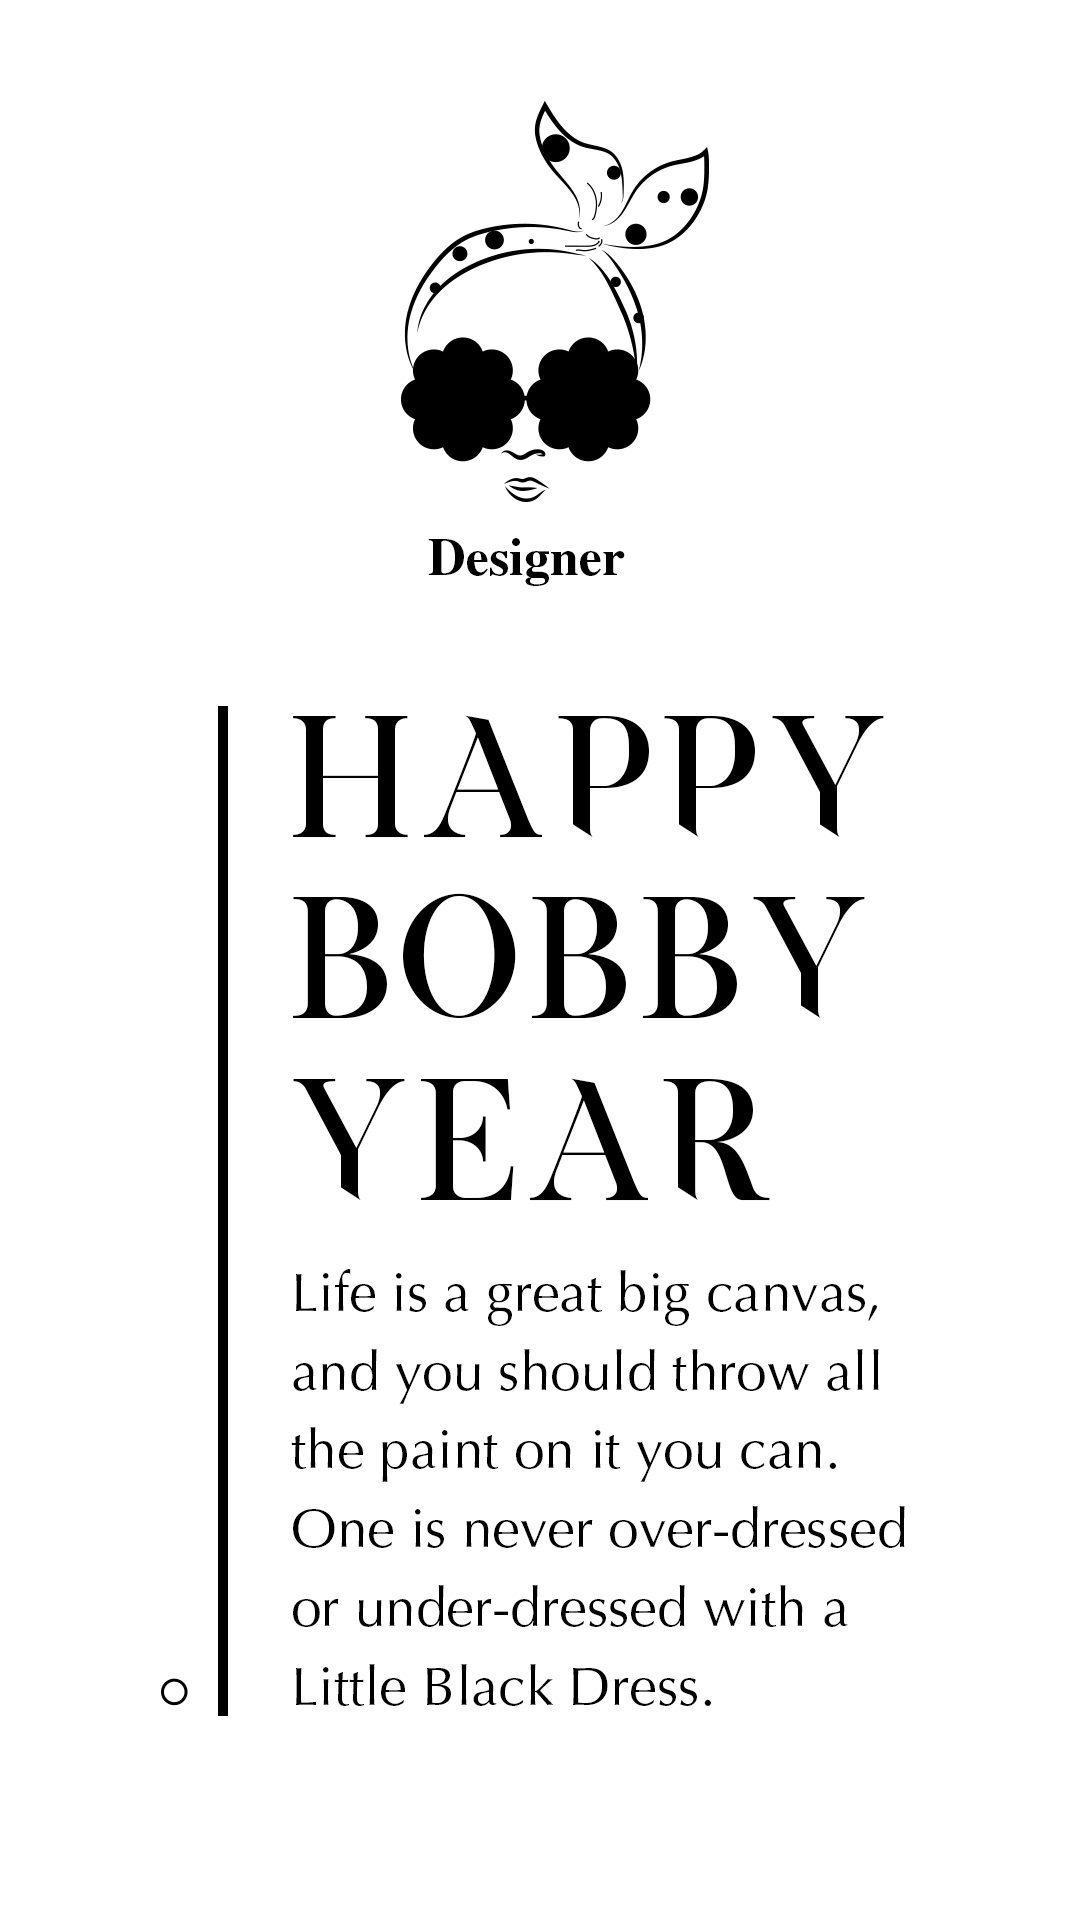 Designer
HAPPY
BOBBY
YEAR
Life is a great big canvas,
and you should throw all
the paint on it you can.
One is never over-dressed
or under-dressed with a
Little Black Dress.